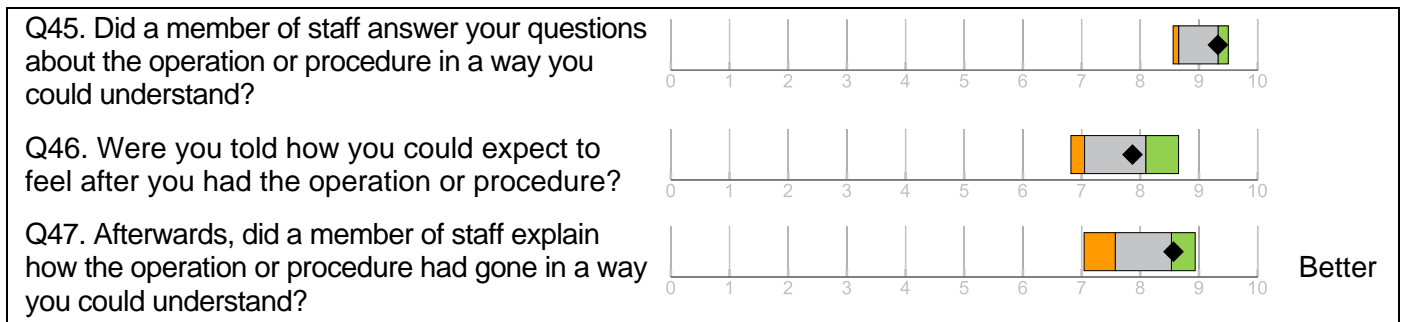 Q45. Did a member of staff answer your questions
about the operation or procedure in a way you
could understand?
0 1 2 3 4 5 6 7 8 9 10
Q46. Were you told how you could expect to
feel after you had the operation or procedure?
0 1 2 3 4 5 6 7 8 9 10
Q47. Afterwards, did a member of staff explain
how the operation or procedure had gone in a way
you could understand?
0 1 2 3 4 5 6 7 8 9 10
Better